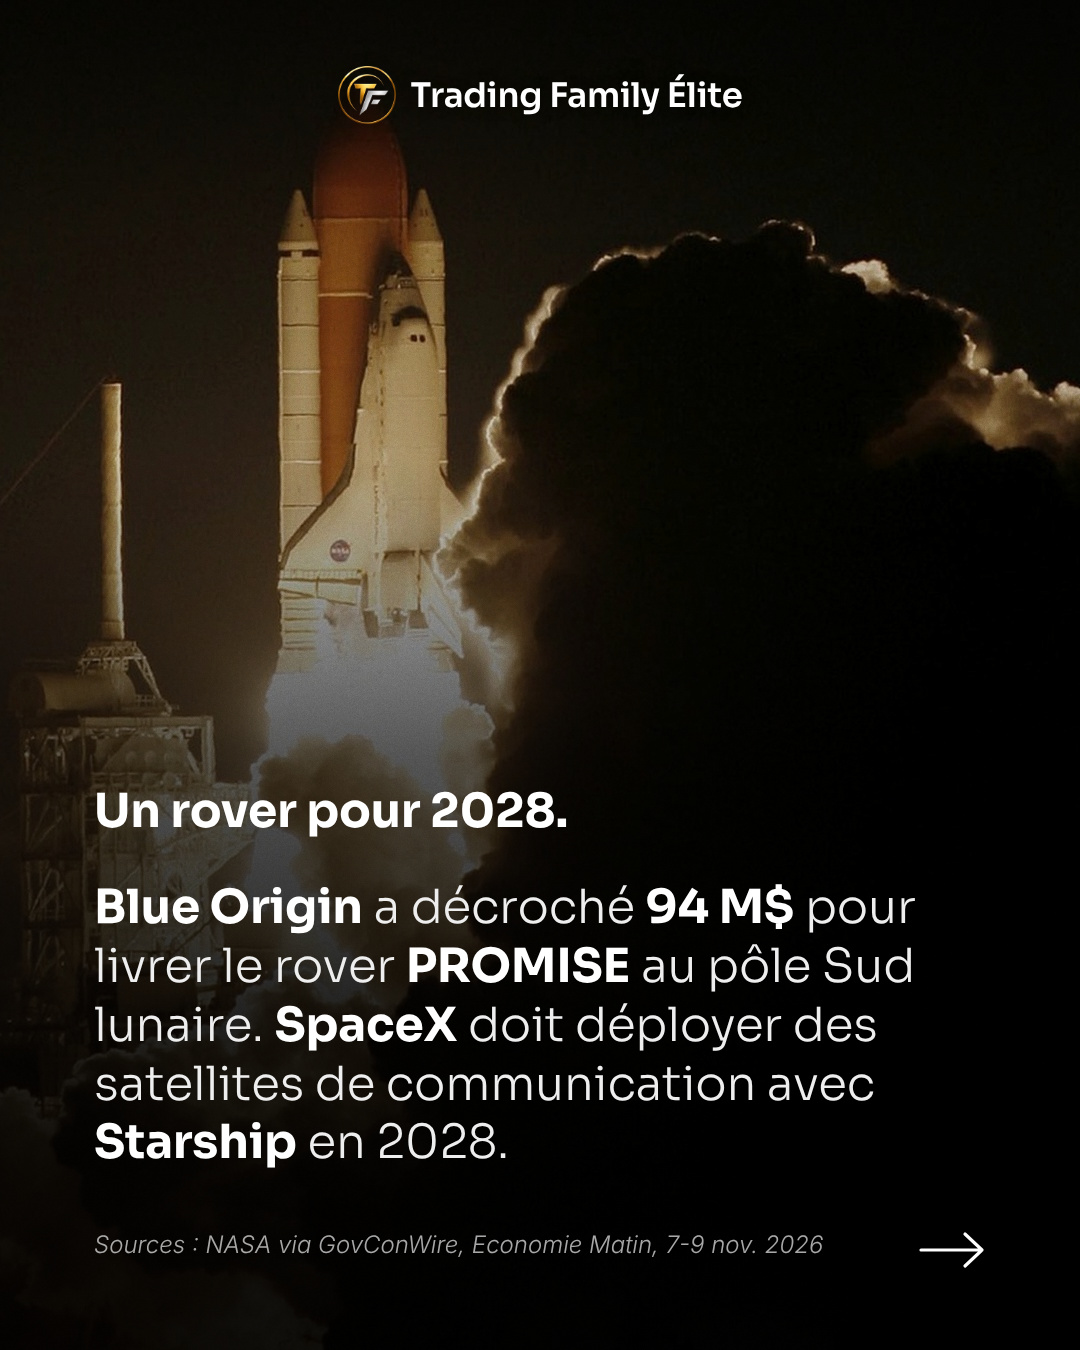 Trading Family Élite
Un rover pour 2028.
Blue Origin a décroché 94 M$ pour
livrer le rover PROMISE au pôle Sud
lunaire. SpaceX doit déployer des
satellites de communication avec
Starship en 2028.
Sources : NASA via GovConWire, Economie Matin, 7-9 nov. 2026